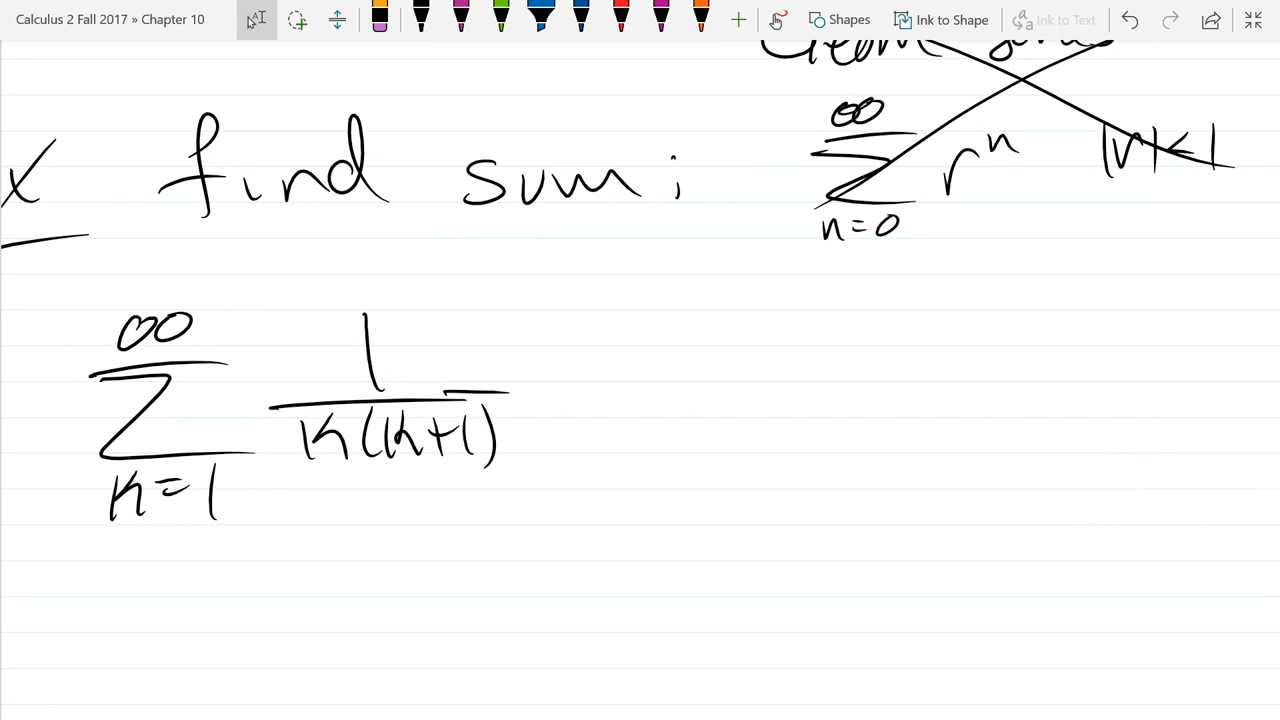 Calculus 2 Fall 2017 » Chapter 10
Shapes
Ink to Shape
Ink to Text
x find sum:
∞
∑ rⁿ |r|<1
n=0
∞
∑ 1/(k(k+1))
k=1